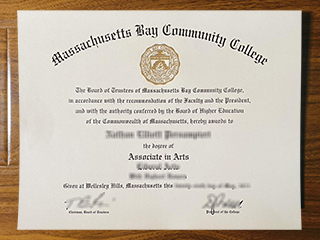 Massachusetts Bay Community College
The Board of Trustees of Massachusetts Bay Community College,
in accordance with the recommendation of the Faculty and the President,
and with the authority conferred by the Board of Higher Education
of the Commonwealth of Massachusetts, hereby awards to
the degree of
Associate in Arts
Liberal Arts
Given at Wellesley Hills, Massachusetts this
Chairman, Board of Trustees
President of the College